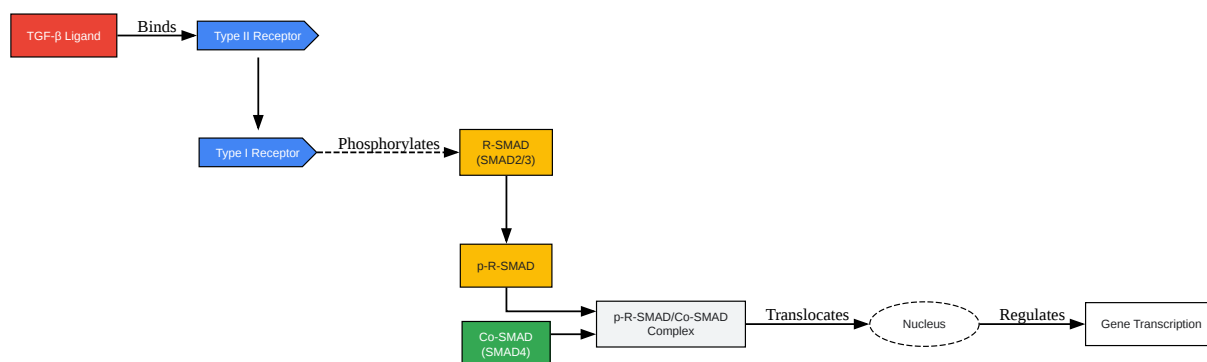 TGF-β Ligand
Binds
Type II Receptor
Type I Receptor
Phosphorylates
R-SMAD
(SMAD2/3)
p-R-SMAD
Co-SMAD
(SMAD4)
p-R-SMAD/Co-SMAD
Complex
Translocates
Nucleus
Regulates
Gene Transcription